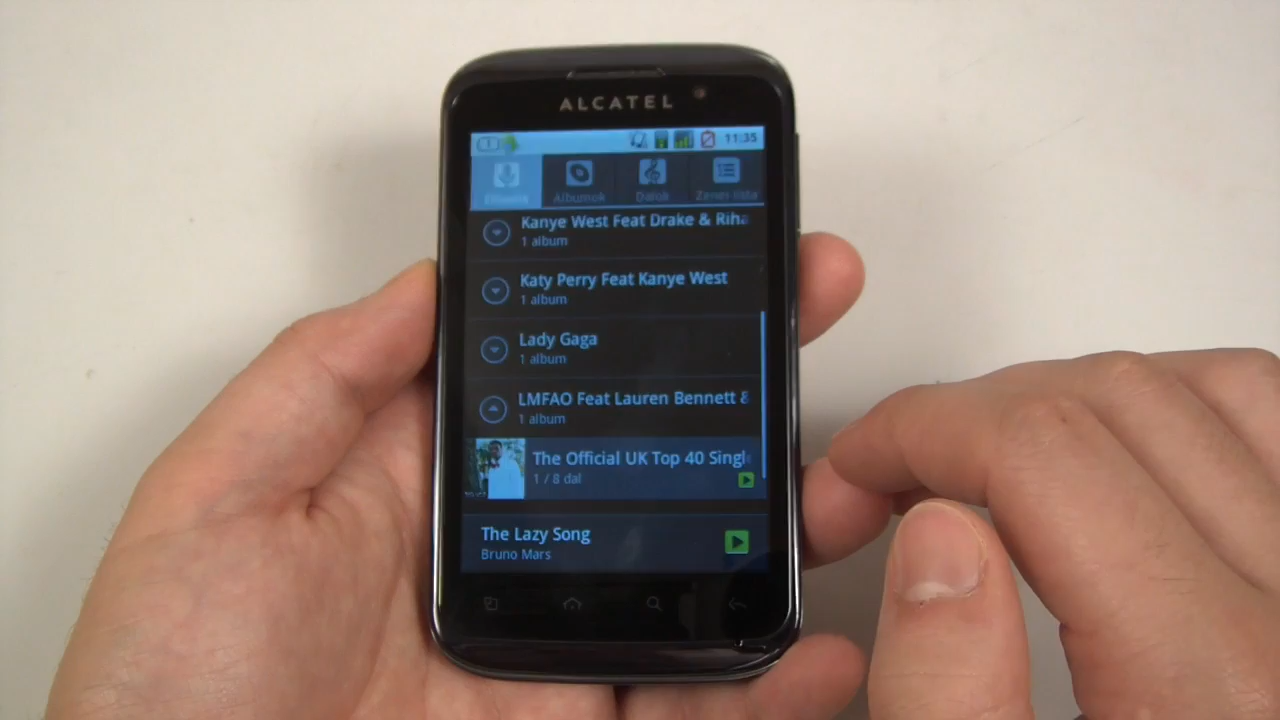 ALCATEL
11:35
Albumok
Dalok
Zenei lista
Kanye West Feat Drake & Riha
1 album
Katy Perry Feat Kanye West
1 album
Lady Gaga
1 album
LMFAO Feat Lauren Bennett &
1 album
The Official UK Top 40 Singl
1 / 8 dal
The Lazy Song
Bruno Mars